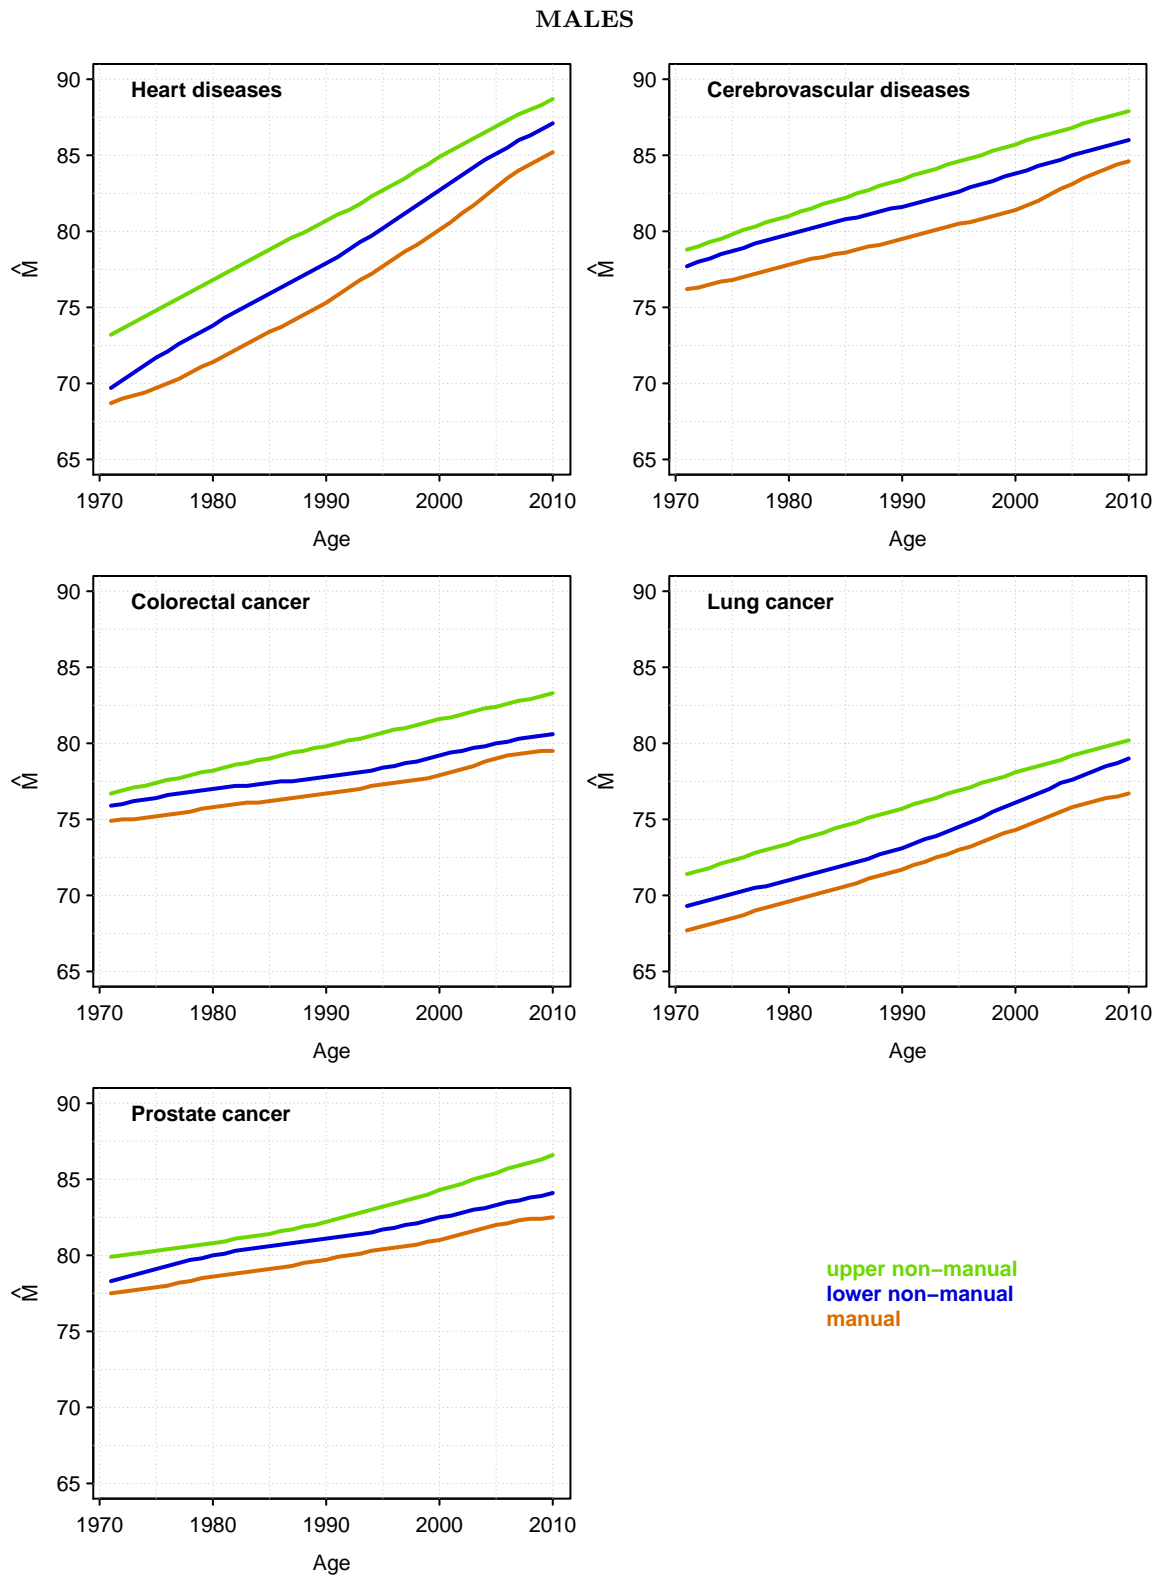 MALES
Heart diseases
90
85
80
75
70
65
M̂
1970 1980 1990 2000 2010
Age
Cerebrovascular diseases
90
85
80
75
70
65
M̂
1970 1980 1990 2000 2010
Age
Colorectal cancer
90
85
80
75
70
65
M̂
1970 1980 1990 2000 2010
Age
Lung cancer
90
85
80
75
70
65
M̂
1970 1980 1990 2000 2010
Age
Prostate cancer
90
85
80
75
70
65
M̂
1970 1980 1990 2000 2010
Age
upper non−manual
lower non−manual
manual